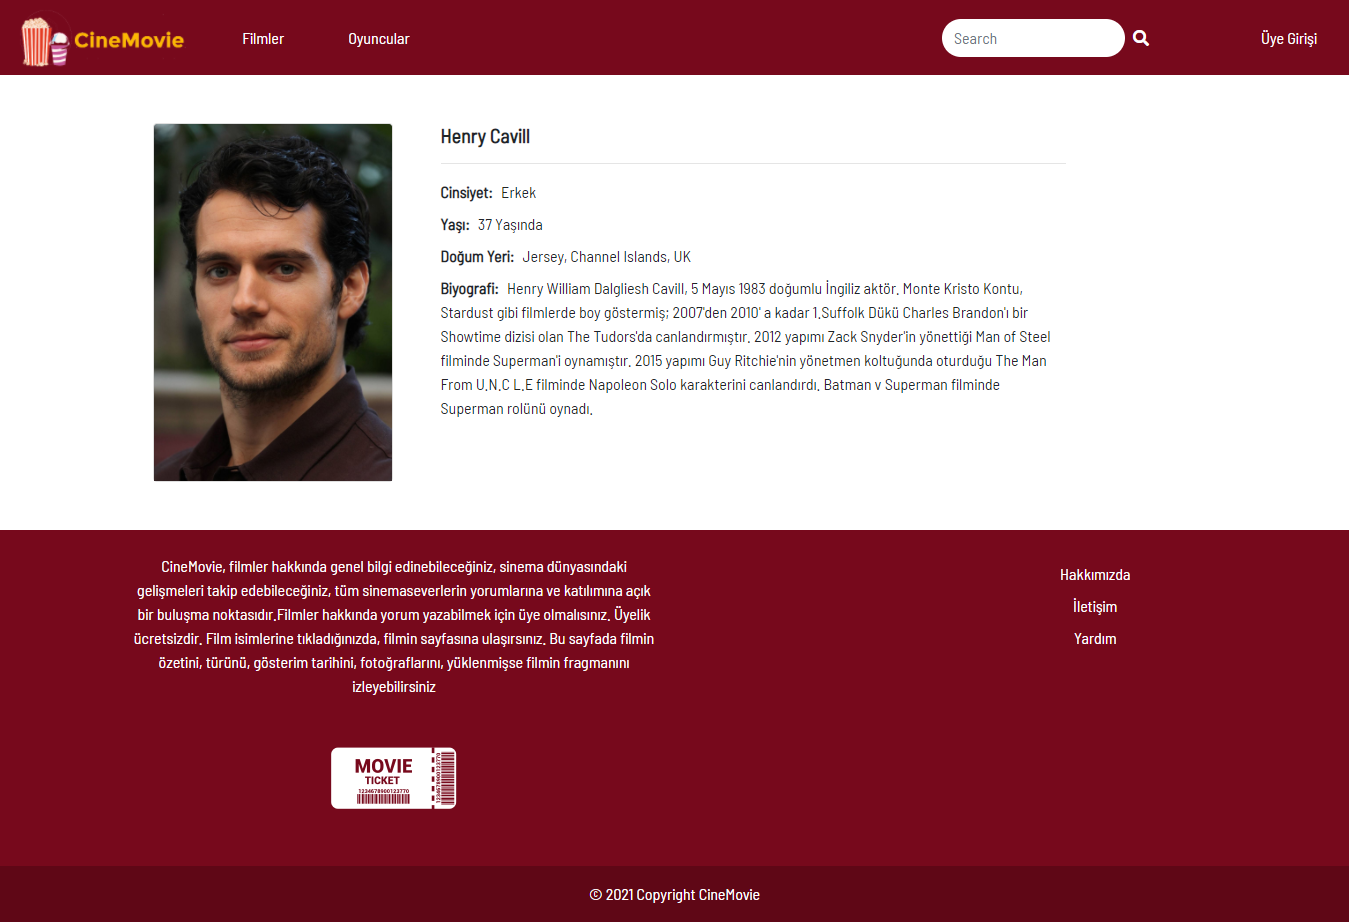 CineMovie
Filmler
Oyuncular
Search
Üye Girişi
Henry Cavill
Cinsiyet: Erkek
Yaşı: 37 Yaşında
Doğum Yeri: Jersey, Channel Islands, UK
Biyografi: Henry William Dalgliesh Cavill, 5 Mayıs 1983 doğumlu İngiliz aktör. Monte Kristo Kontu,
Stardust gibi filmlerde boy göstermiş; 2007'den 2010' a kadar 1.Suffolk Dükü Charles Brandon'ı bir
Showtime dizisi olan The Tudors'da canlandırmıştır. 2012 yapımı Zack Snyder'in yönettiği Man of Steel
filminde Superman'i oynamıştır. 2015 yapımı Guy Ritchie'nin yönetmen koltuğunda oturduğu The Man
From U.N.C L.E filminde Napoleon Solo karakterini canlandırdı. Batman v Superman filminde
Superman rolünü oynadı.
CineMovie, filmler hakkında genel bilgi edinebileceğiniz, sinema dünyasındaki
gelişmeleri takip edebileceğiniz, tüm sinemaseverlerin yorumlarına ve katılımına açık
bir buluşma noktasıdır.Filmler hakkında yorum yazabilmek için üye olmalısınız. Üyelik
ücretsizdir. Film isimlerine tıkladığınızda, filmin sayfasına ulaşırsınız. Bu sayfada filmin
özetini, türünü, gösterim tarihini, fotoğraflarını, yüklenmişse filmin fragmanını
izleyebilirsiniz
Hakkımızda
İletişim
Yardım
MOVIE
TICKET
1234678900123770
1234678900123770
© 2021 Copyright CineMovie